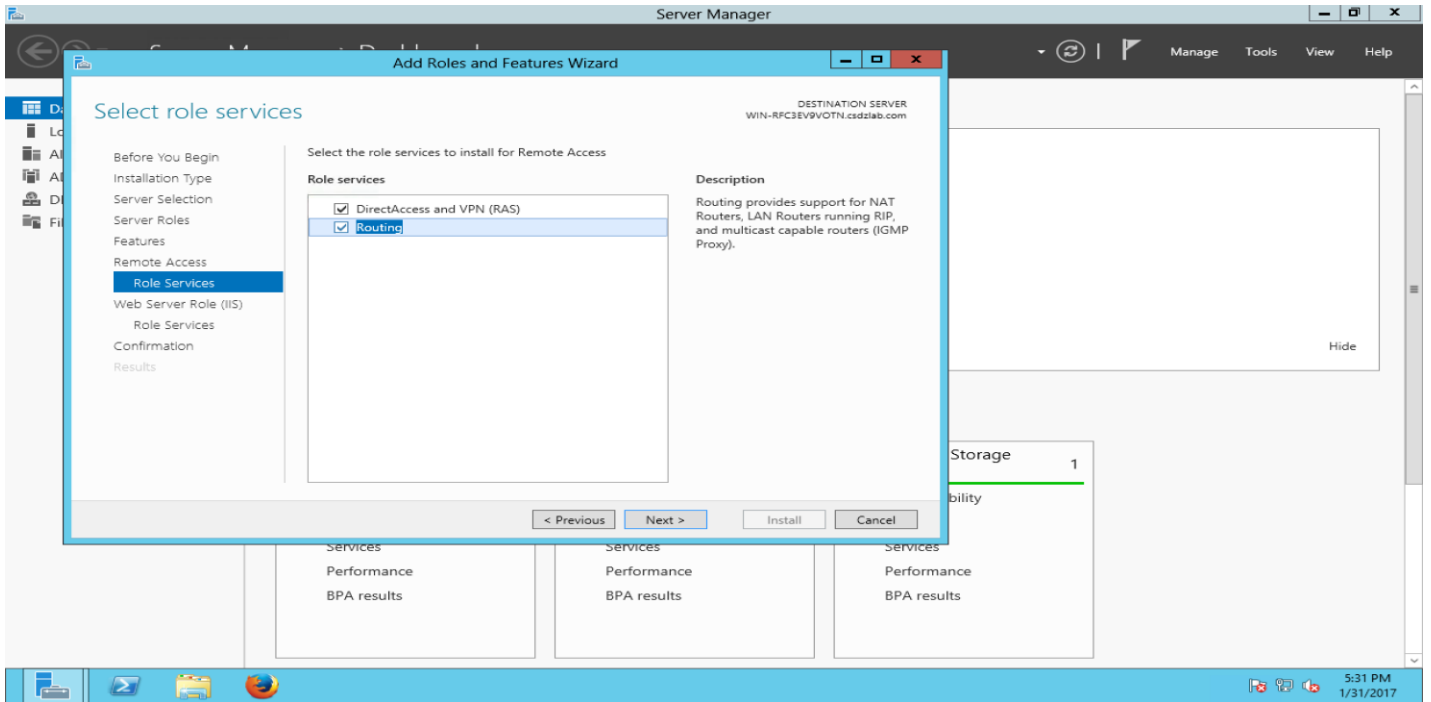 Server Manager
Manage Tools View Help
Add Roles and Features Wizard
Select role services
DESTINATION SERVER
WIN-RFC3EV9VOTN.csdzlab.com
Before You Begin
Installation Type
Server Selection
Server Roles
Features
Remote Access
Role Services
Web Server Role (IIS)
Role Services
Confirmation
Results
Select the role services to install for Remote Access
Role services
DirectAccess and VPN (RAS)
Routing
Description
Routing provides support for NAT
Routers, LAN Routers running RIP,
and multicast capable routers (IGMP
Proxy).
< Previous Next > Install Cancel
Hide
Storage 1
bility
Services Services Services
Performance Performance Performance
BPA results BPA results BPA results
5:31 PM
1/31/2017